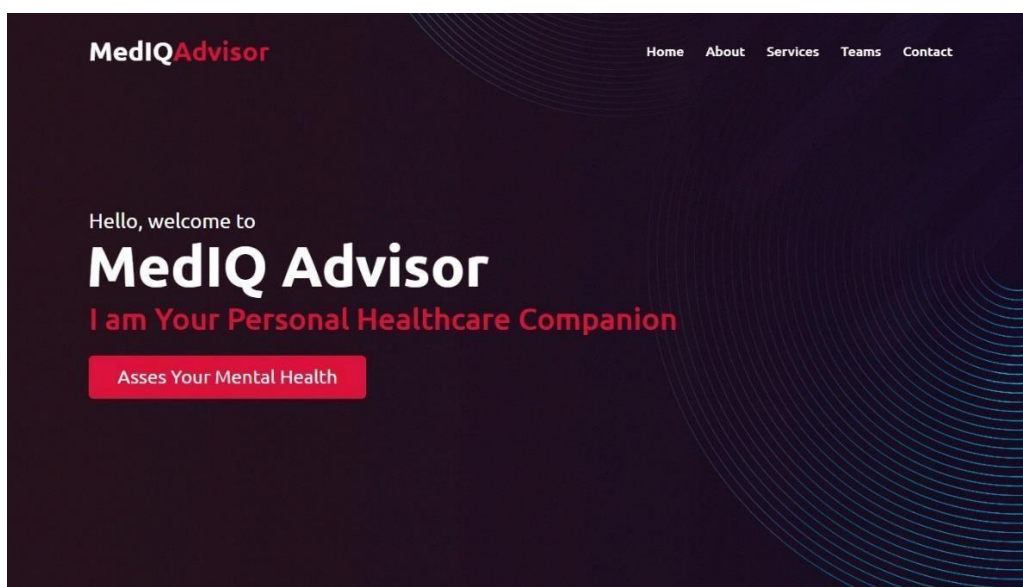 MedIQAdvisor
Home About Services Teams Contact
Hello, welcome to
MedIQ Advisor
I am Your Personal Healthcare Companion
Asses Your Mental Health